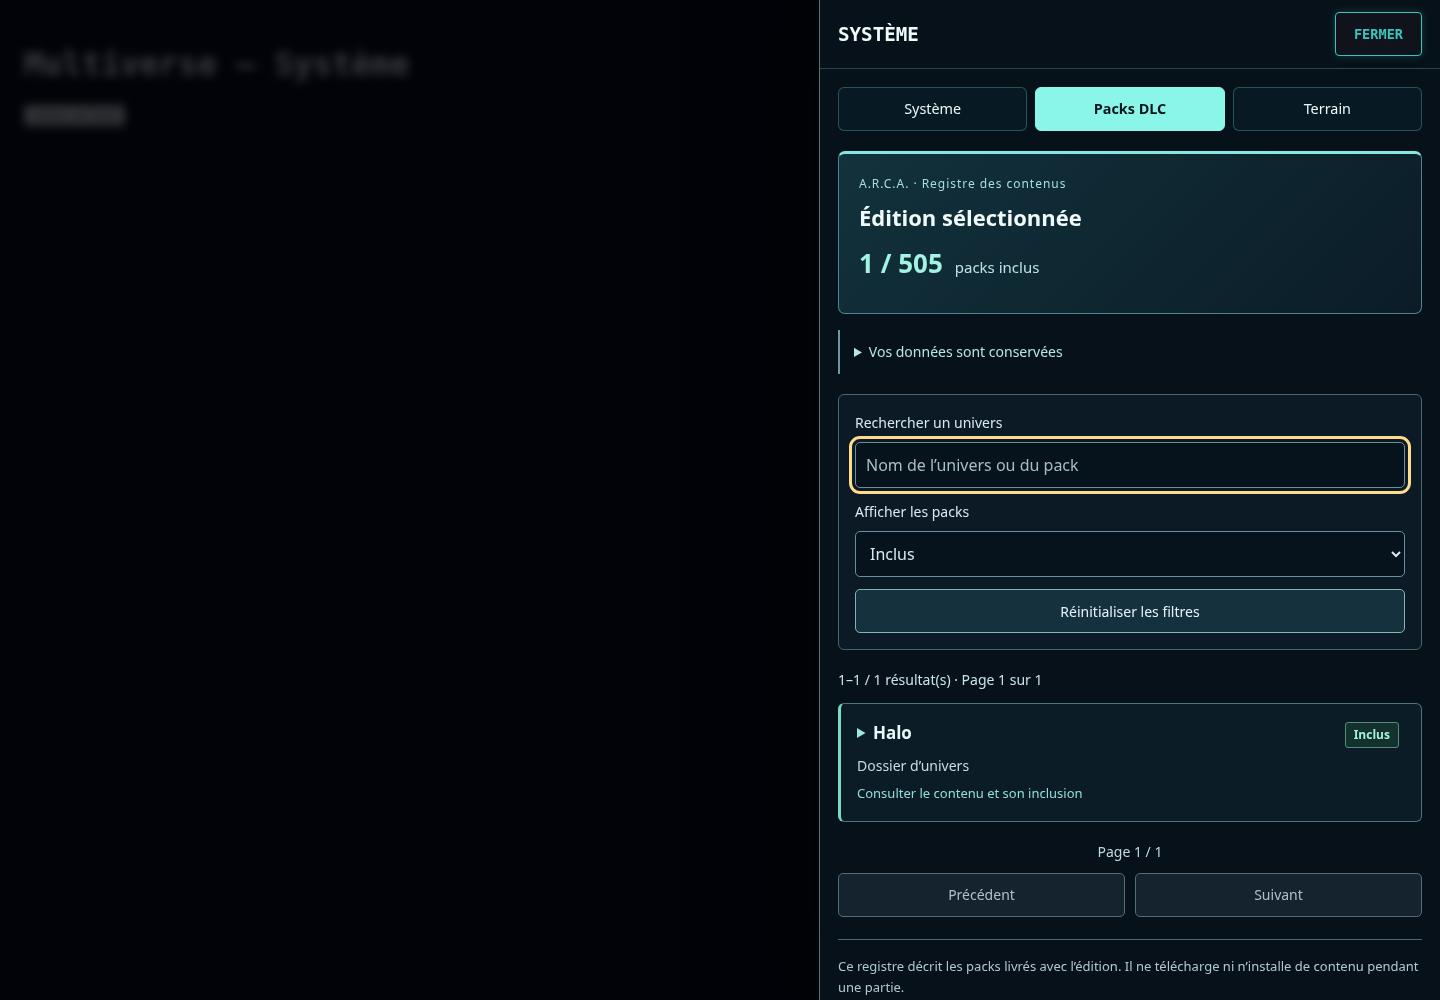 Multiverse — Système
SYSTÈME
FERMER
Système
Packs DLC
Terrain
A.R.C.A. · Registre des contenus
Édition sélectionnée
1 / 505 packs inclus
Vos données sont conservées
Rechercher un univers
Nom de l’univers ou du pack
Afficher les packs
Inclus
Réinitialiser les filtres
1–1 / 1 résultat(s) · Page 1 sur 1
Halo
Inclus
Dossier d’univers
Consulter le contenu et son inclusion
Page 1 / 1
Précédent
Suivant
Ce registre décrit les packs livrés avec l’édition. Il ne télécharge ni n’installe de contenu pendant
une partie.